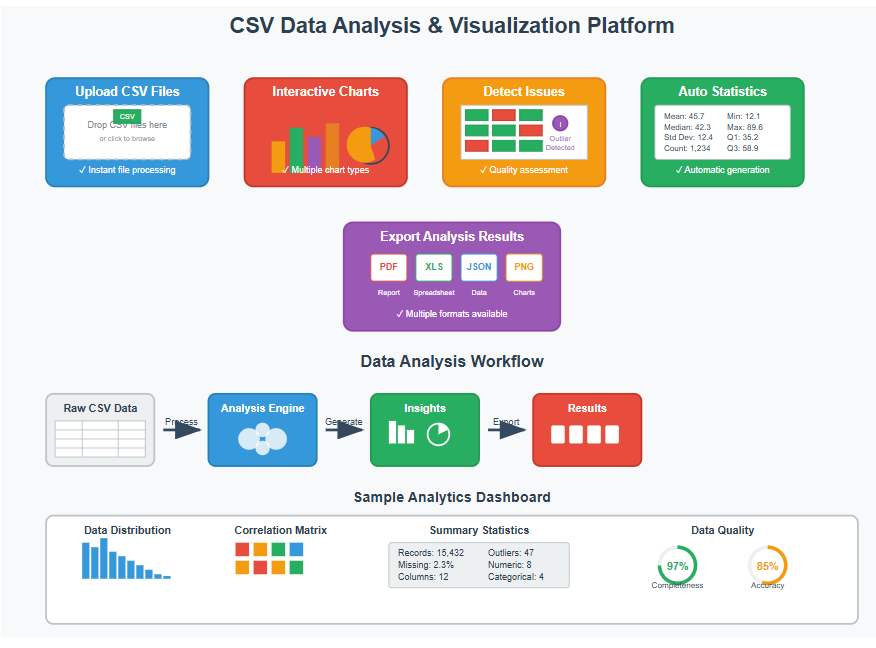 CSV Data Analysis & Visualization Platform
Upload CSV Files
CSV
Drop CSV files here
or click to browse
✓ Instant file processing
Interactive Charts
✓ Multiple chart types
Detect Issues
!
Outlier
Detected
✓ Quality assessment
Auto Statistics
Mean: 45.7
Median: 42.3
Std Dev: 12.4
Count: 1,234
Min: 12.1
Max: 89.6
Q1: 35.2
Q3: 58.9
✓ Automatic generation
Export Analysis Results
PDF
XLS
JSON
PNG
Report
Spreadsheet
Data
Charts
✓ Multiple formats available
Data Analysis Workflow
Raw CSV Data
Process
Analysis Engine
Generate
Insights
Export
Results
Sample Analytics Dashboard
Data Distribution
Correlation Matrix
Summary Statistics
Records: 15,432
Missing: 2.3%
Columns: 12
Outliers: 47
Numeric: 8
Categorical: 4
Data Quality
97%
Completeness
85%
Accuracy